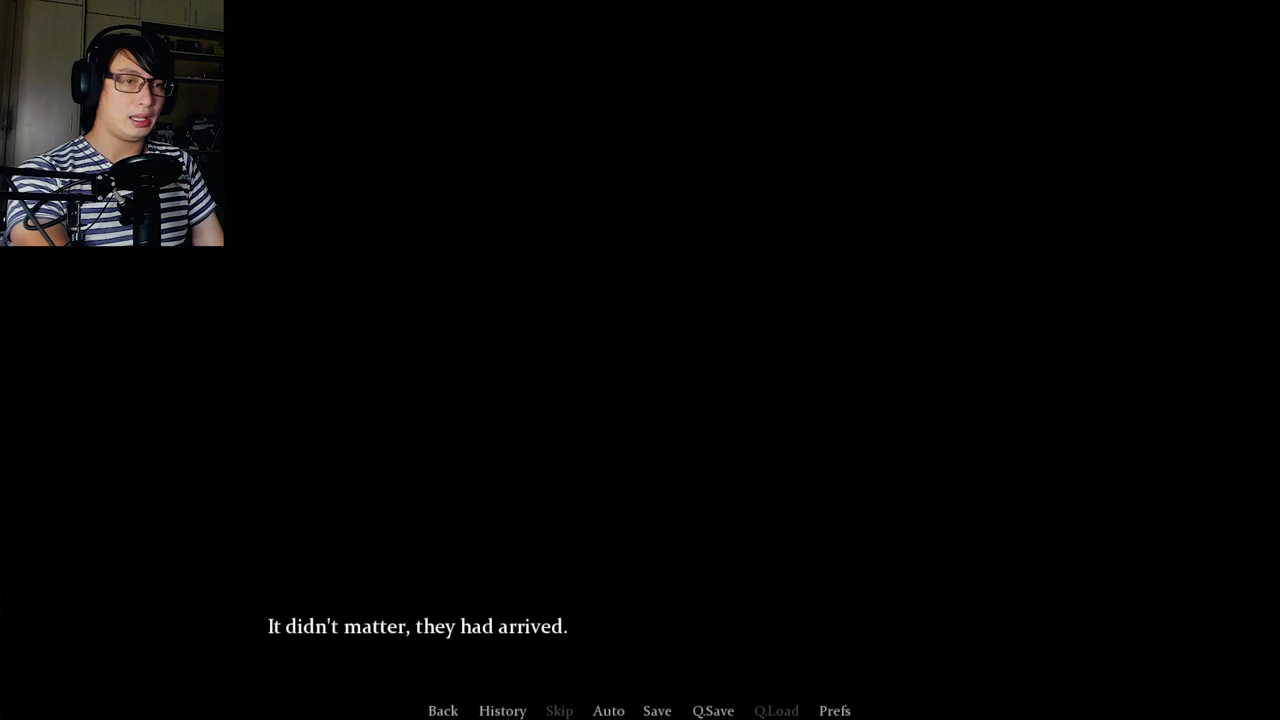 It didn't matter, they had arrived.
Back History Skip Auto Save Q.Save Q.Load Prefs